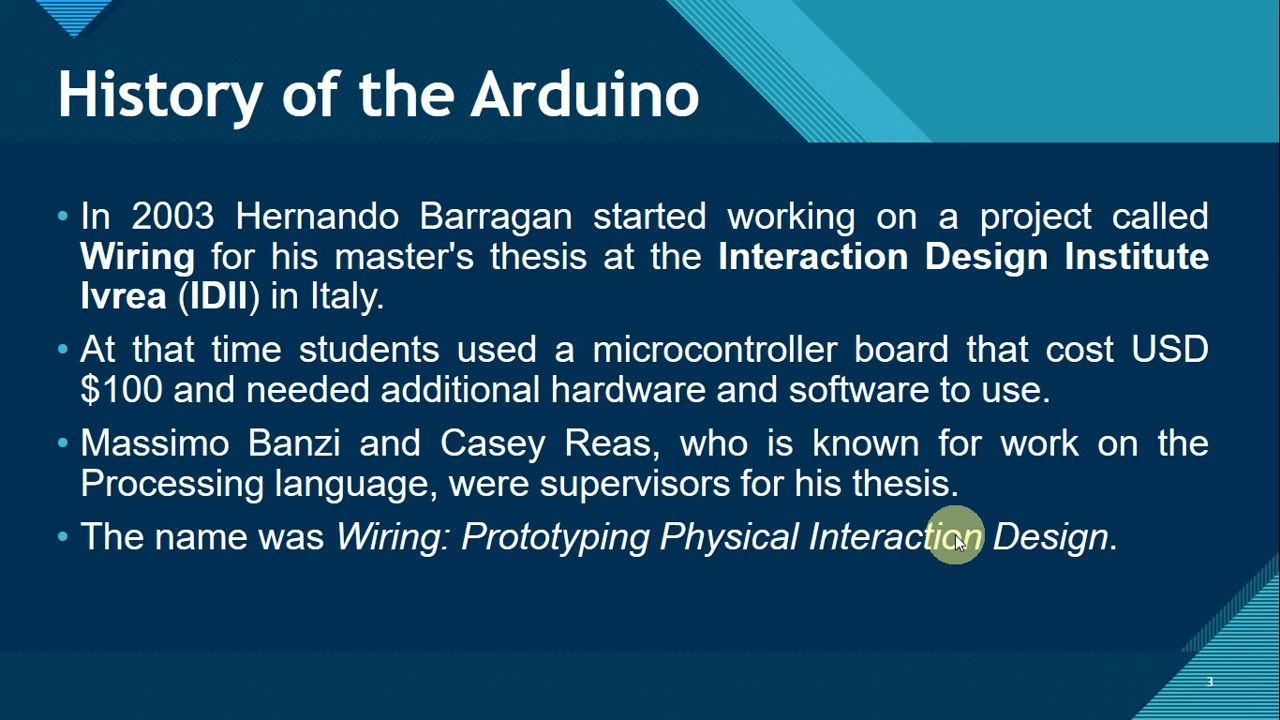 History of the Arduino
• In 2003 Hernando Barragan started working on a project called
Wiring for his master's thesis at the Interaction Design Institute
Ivrea (IDII) in Italy.
• At that time students used a microcontroller board that cost USD
$100 and needed additional hardware and software to use.
• Massimo Banzi and Casey Reas, who is known for work on the
Processing language, were supervisors for his thesis.
• The name was Wiring: Prototyping Physical Interaction Design.
3